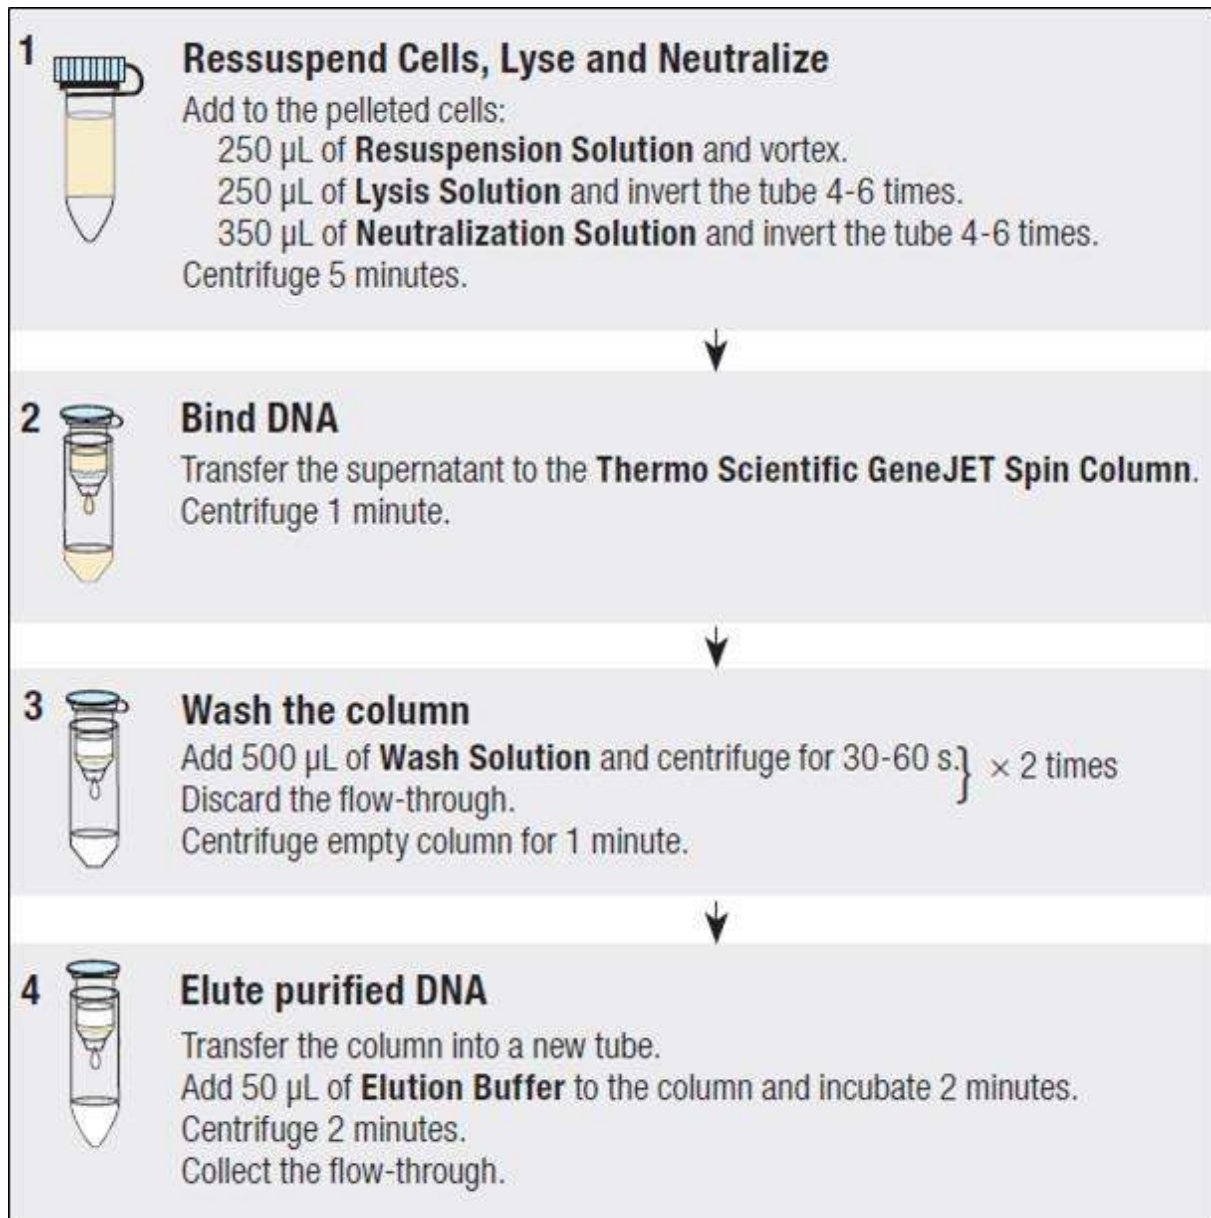 1
Ressuspend Cells, Lyse and Neutralize
Add to the pelleted cells:
250 µL of Resuspension Solution and vortex.
250 µL of Lysis Solution and invert the tube 4-6 times.
350 µL of Neutralization Solution and invert the tube 4-6 times.
Centrifuge 5 minutes.
2
Bind DNA
Transfer the supernatant to the Thermo Scientific GeneJET Spin Column.
Centrifuge 1 minute.
3
Wash the column
Add 500 µL of Wash Solution and centrifuge for 30-60 s.} × 2 times
Discard the flow-through.
Centrifuge empty column for 1 minute.
4
Elute purified DNA
Transfer the column into a new tube.
Add 50 µL of Elution Buffer to the column and incubate 2 minutes.
Centrifuge 2 minutes.
Collect the flow-through.